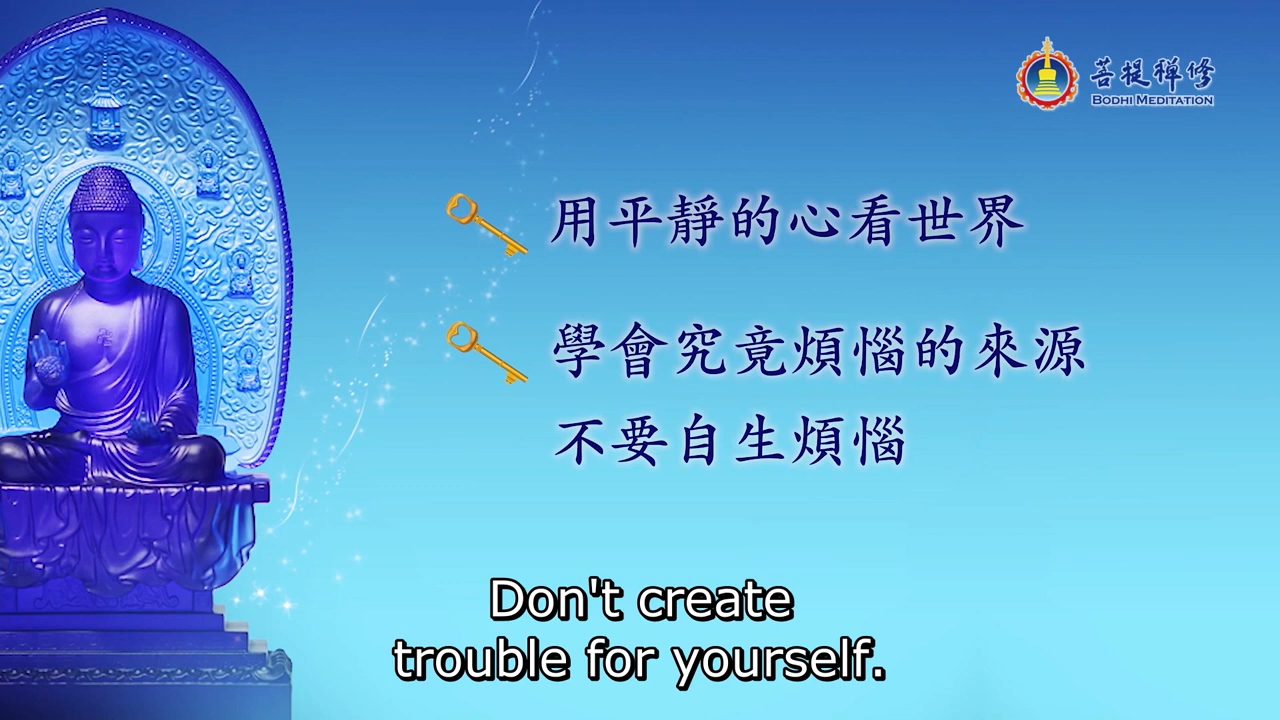 菩提禪修
BODHI MEDITATION
用平靜的心看世界
學會究竟煩惱的來源
不要自生煩惱
Don't create
trouble for yourself.